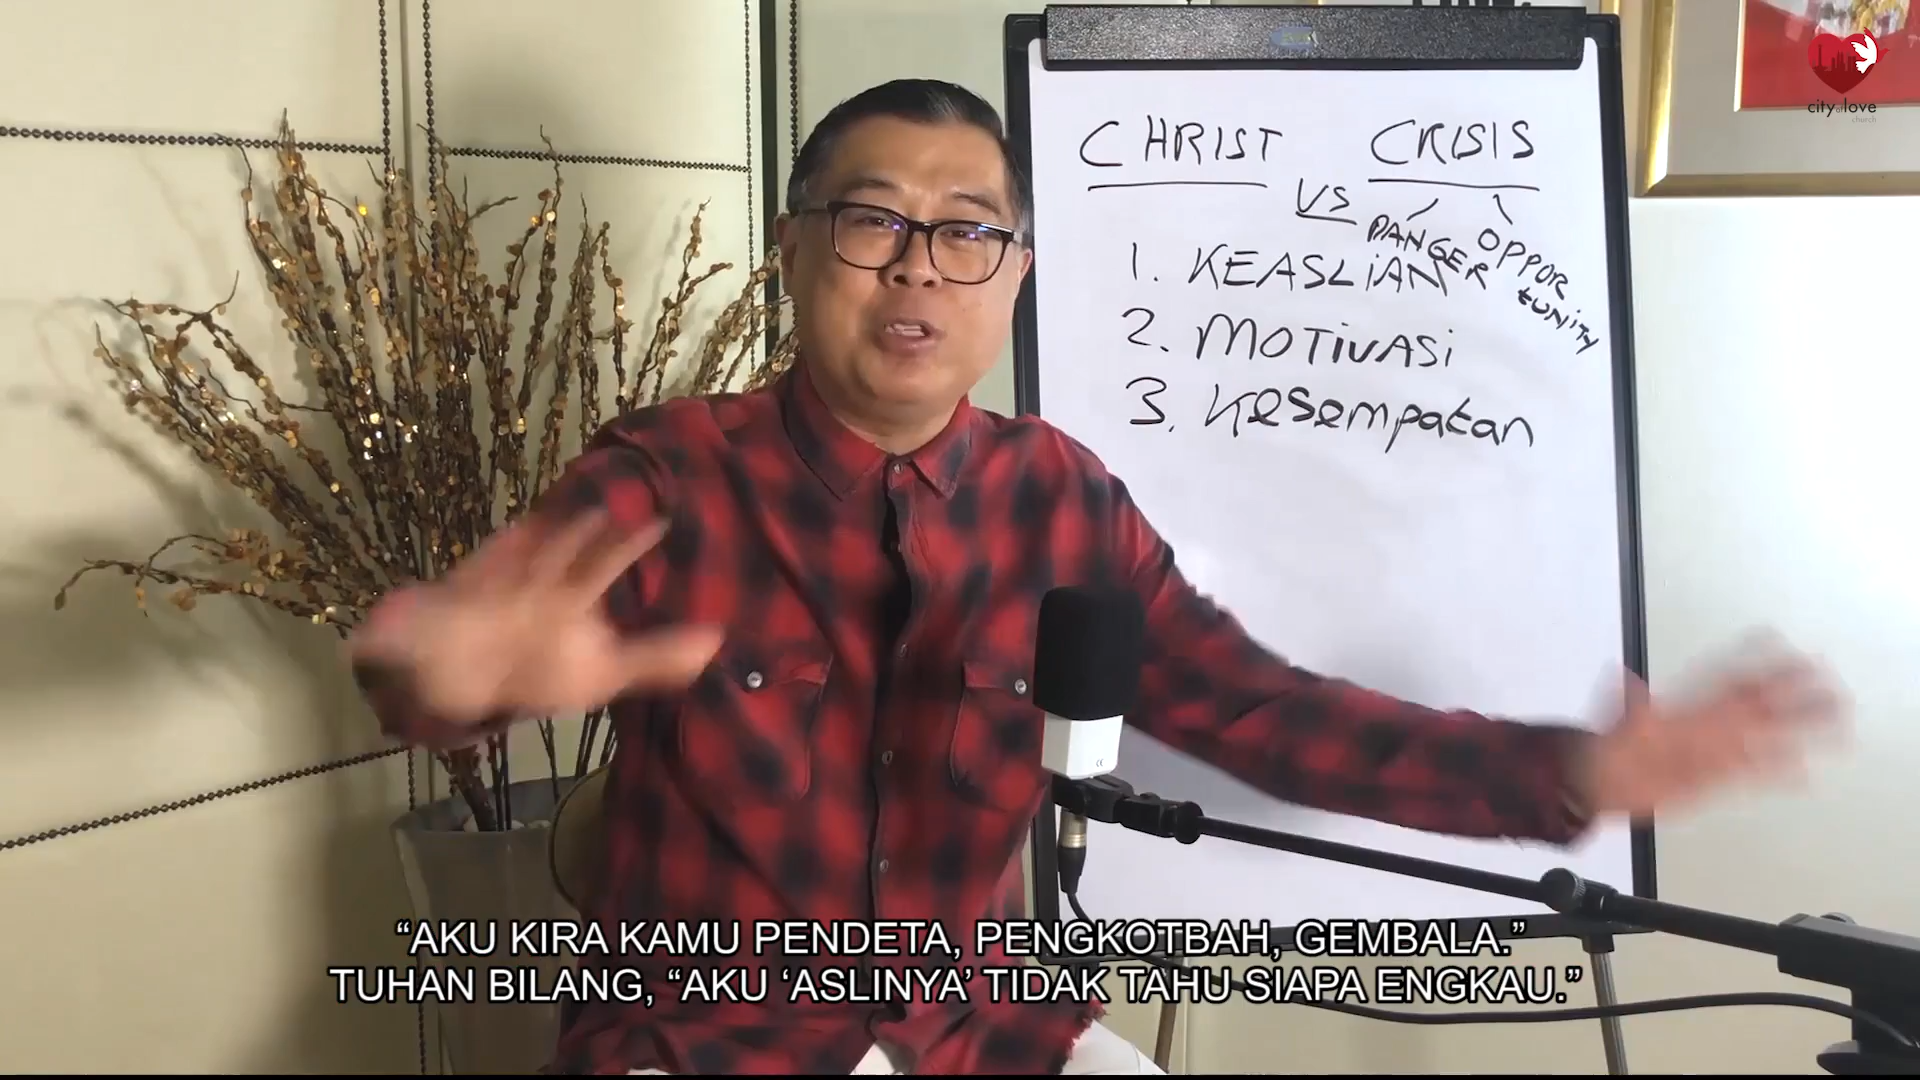 CHRIST CRISIS
VS
DANGER OPPOR
tUNiTY
1. KEASLiAN
2. MOTiVASi
3. Kesempatan
city of love
church
“AKU KIRA KAMU PENDETA, PENGKOTBAH, GEMBALA.”
TUHAN BILANG, “AKU ‘ASLINYA’ TIDAK TAHU SIAPA ENGKAU.”